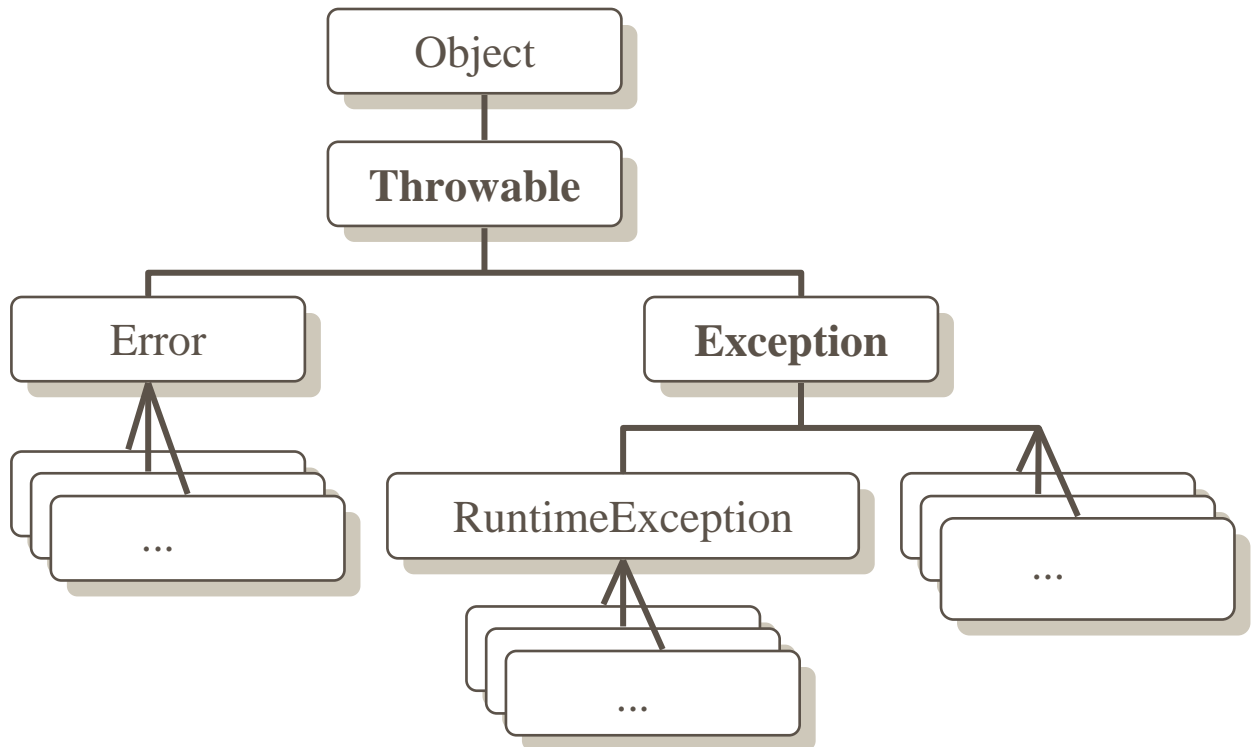 Object
Throwable
Error
Exception
...
RuntimeException
...
...